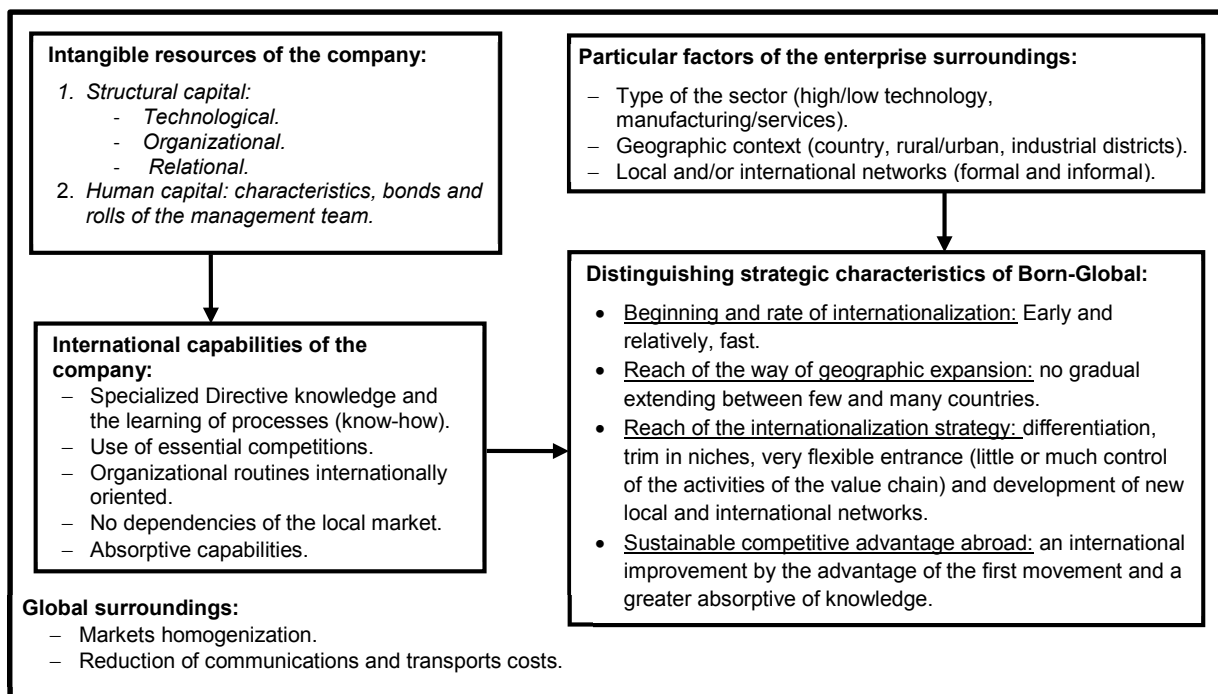 Intangible resources of the company:
1. Structural capital:
- Technological.
- Organizational.
- Relational.
2. Human capital: characteristics, bonds and
rolls of the management team.
Particular factors of the enterprise surroundings:
– Type of the sector (high/low technology,
manufacturing/services).
– Geographic context (country, rural/urban, industrial districts).
– Local and/or international networks (formal and informal).
International capabilities of the
company:
– Specialized Directive knowledge and
the learning of processes (know-how).
– Use of essential competitions.
– Organizational routines internationally
oriented.
– No dependencies of the local market.
– Absorptive capabilities.
Distinguishing strategic characteristics of Born-Global:
• Beginning and rate of internationalization: Early and
relatively, fast.
• Reach of the way of geographic expansion: no gradual
extending between few and many countries.
• Reach of the internationalization strategy: differentiation,
trim in niches, very flexible entrance (little or much control
of the activities of the value chain) and development of new
local and international networks.
• Sustainable competitive advantage abroad: an international
improvement by the advantage of the first movement and a
greater absorptive of knowledge.
Global surroundings:
– Markets homogenization.
– Reduction of communications and transports costs.